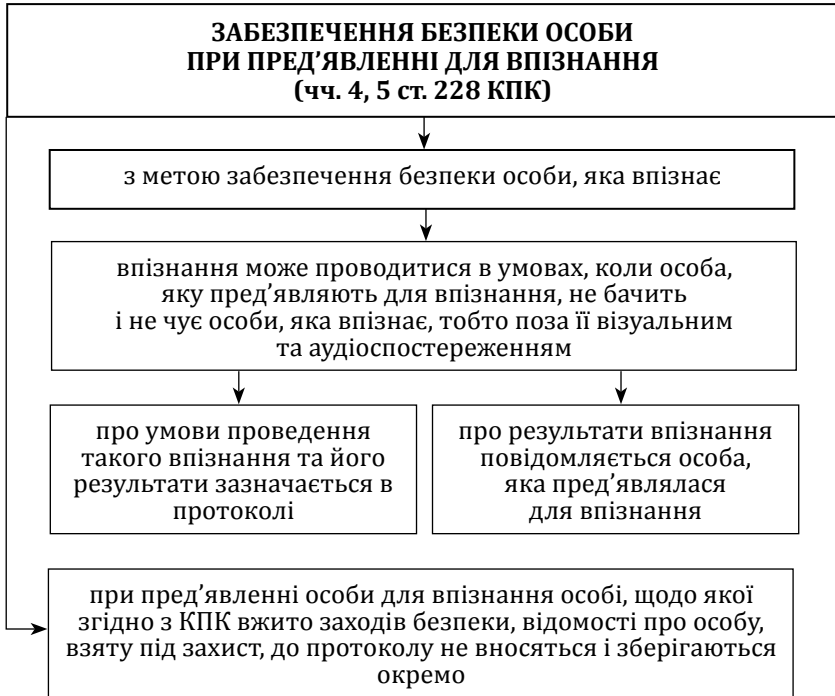 ЗАБЕЗПЕЧЕННЯ БЕЗПЕКИ ОСОБИ
ПРИ ПРЕД’ЯВЛЕННІ ДЛЯ ВПІЗНАННЯ
(чч. 4, 5 ст. 228 КПК)
з метою забезпечення безпеки особи, яка впізнає
впізнання може проводитися в умовах, коли особа,
яку пред’являють для впізнання, не бачить
і не чує особи, яка впізнає, тобто поза її візуальним
та аудіоспостереженням
про умови проведення
такого впізнання та його
результати зазначається в
протоколі
про результати впізнання
повідомляється особа,
яка пред’являлася
для впізнання
при пред’явленні особи для впізнання особі, щодо якої
згідно з КПК вжито заходів безпеки, відомості про особу,
взяту під захист, до протоколу не вносяться і зберігаються
окремо